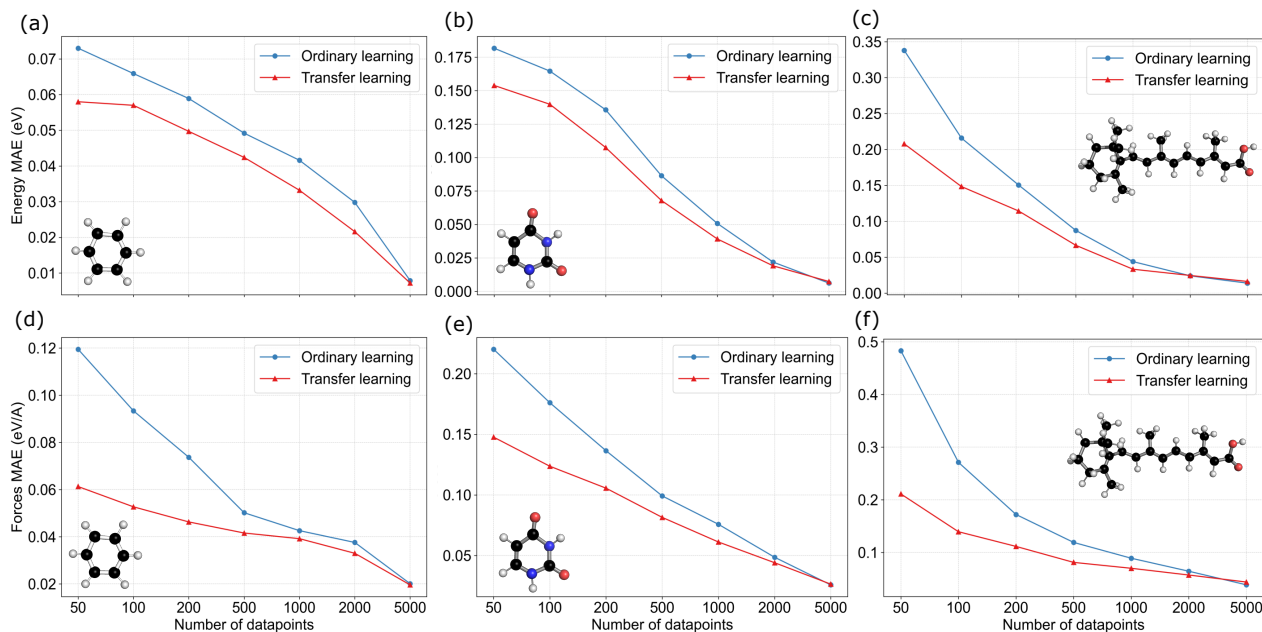 (a)
Energy MAE (eV)
0.07
0.06
0.05
0.04
0.03
0.02
0.01
Ordinary learning
Transfer learning
(b)
0.175
0.150
0.125
0.100
0.075
0.050
0.025
0.000
Ordinary learning
Transfer learning
(c)
0.35
0.30
0.25
0.20
0.15
0.10
0.05
0.00
Ordinary learning
Transfer learning
(d)
Forces MAE (eV/A)
0.12
0.10
0.08
0.06
0.04
0.02
Ordinary learning
Transfer learning
50 100 200 500 1000 2000 5000
Number of datapoints
(e)
0.20
0.15
0.10
0.05
Ordinary learning
Transfer learning
50 100 200 500 1000 2000 5000
Number of datapoints
(f)
0.5
0.4
0.3
0.2
0.1
Ordinary learning
Transfer learning
50 100 200 500 1000 2000 5000
Number of datapoints